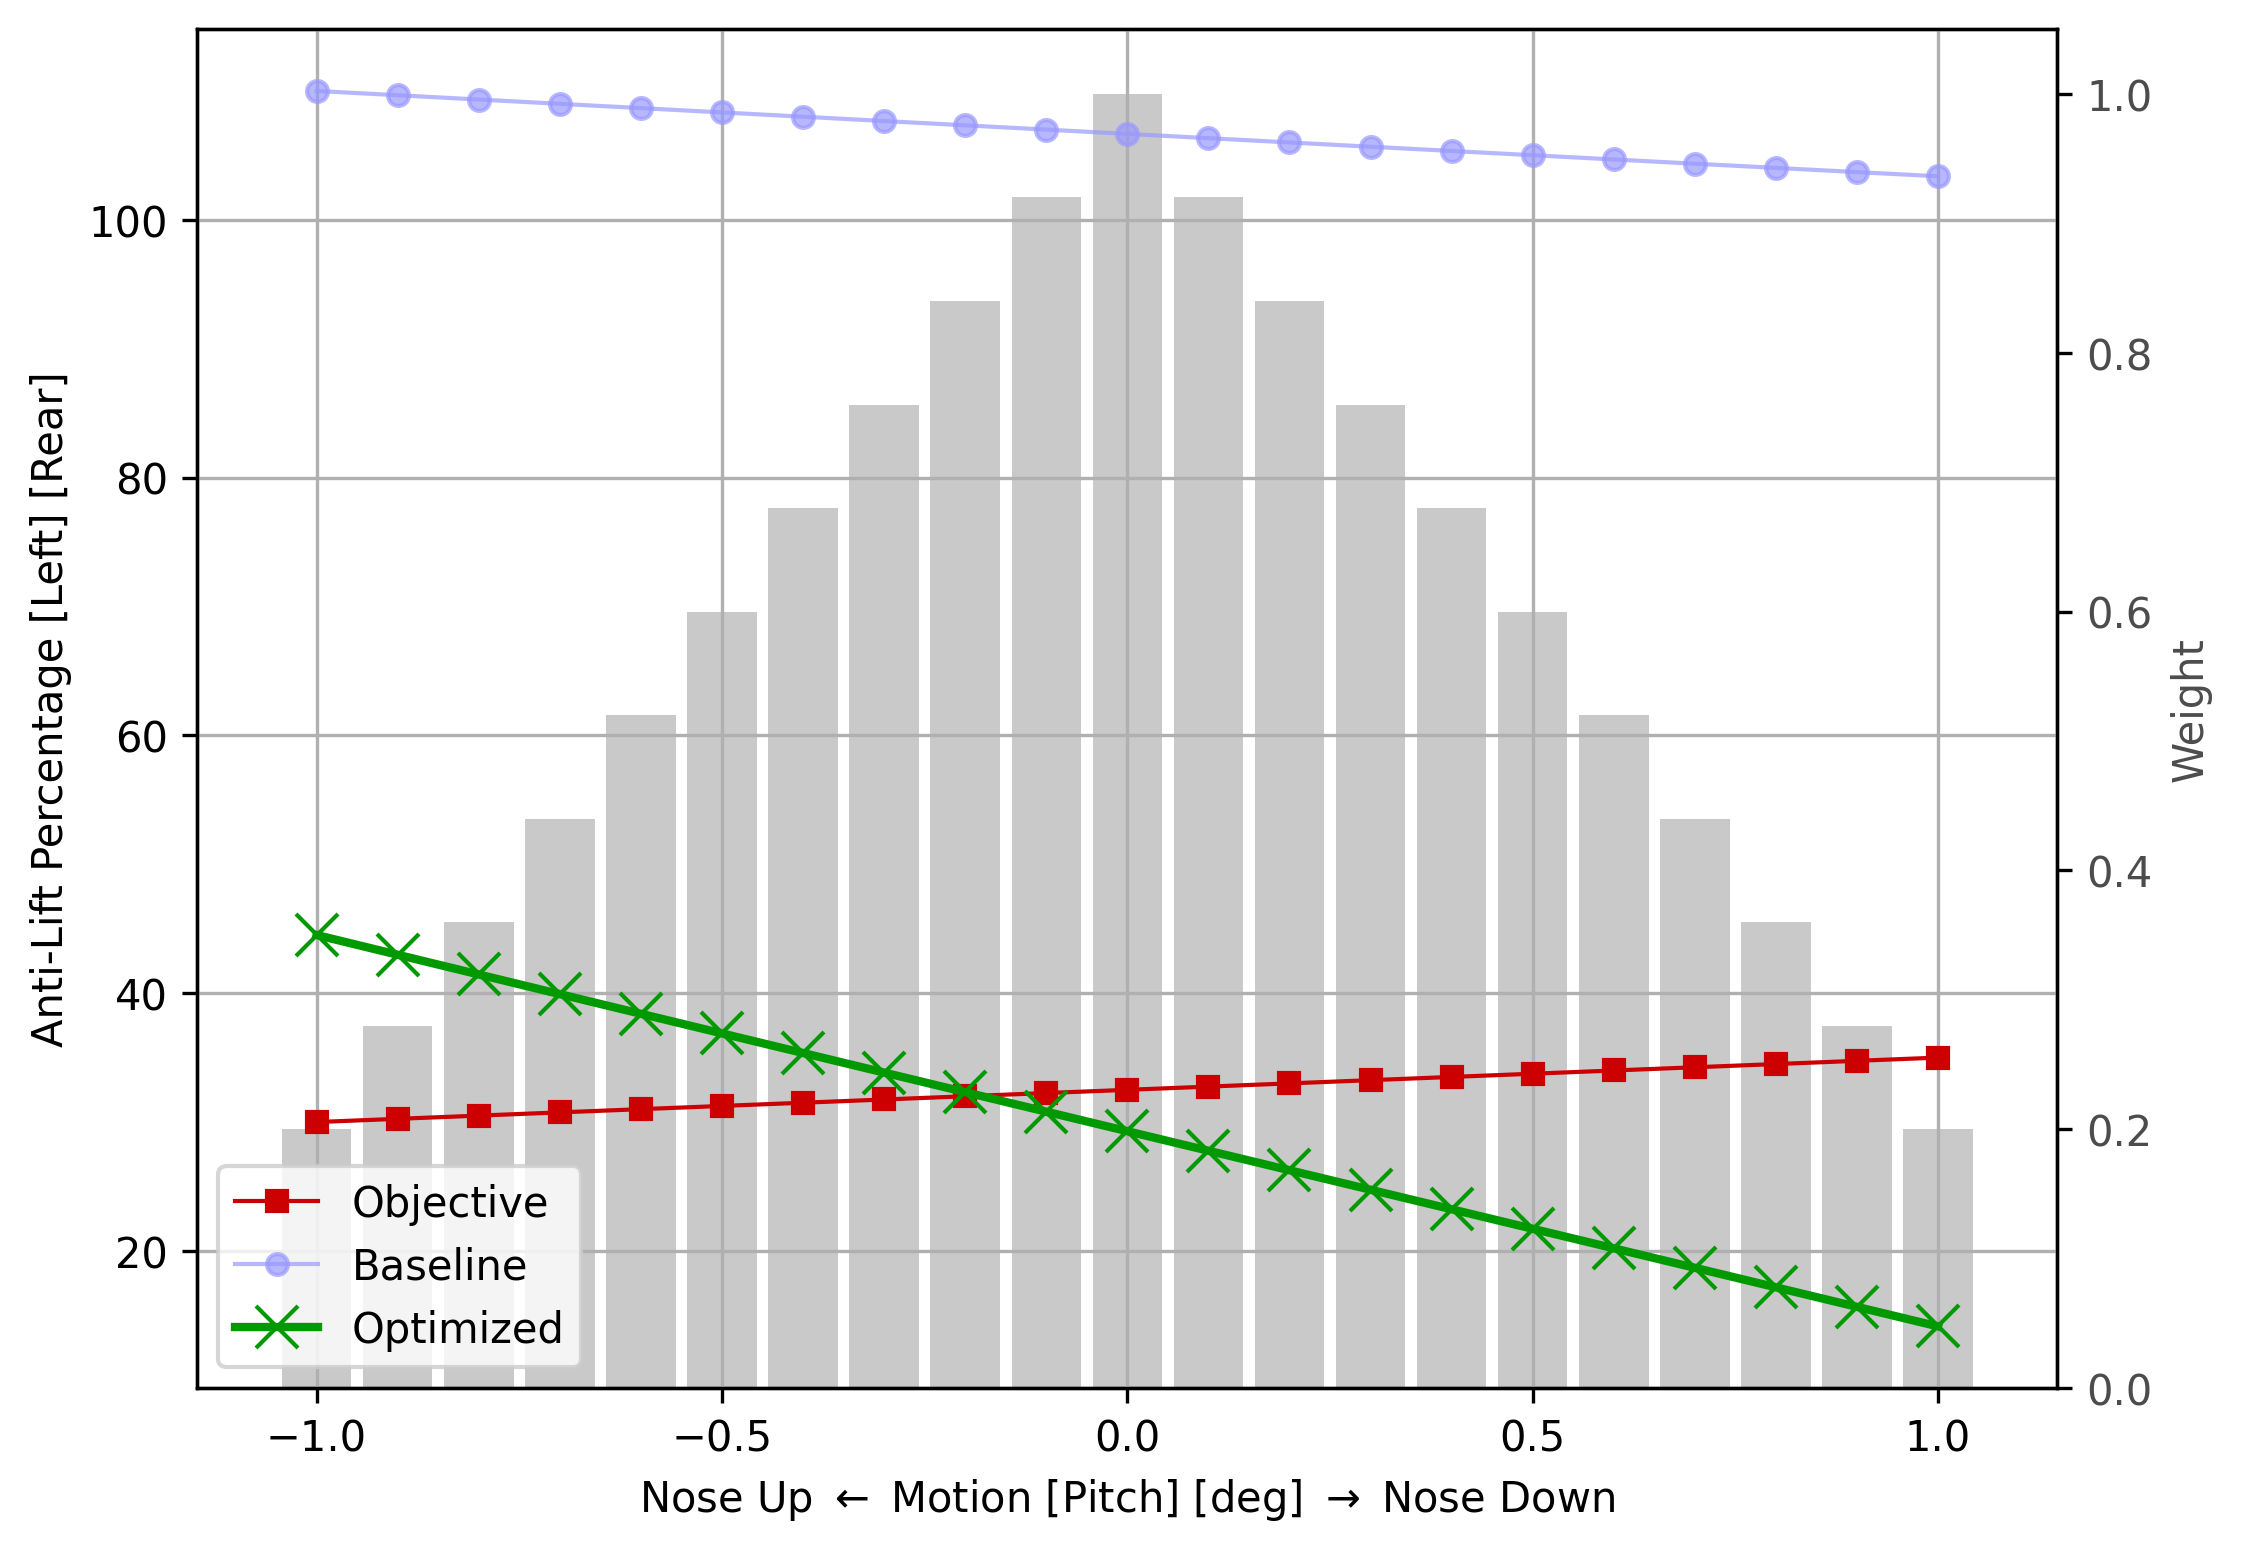 Anti-Lift Percentage [Left] [Rear]
100
80
60
40
20
1.0
0.8
0.6
0.4
0.2
0.0
Weight
Objective
Baseline
Optimized
−1.0
−0.5
0.0
0.5
1.0
Nose Up ← Motion [Pitch] [deg] → Nose Down